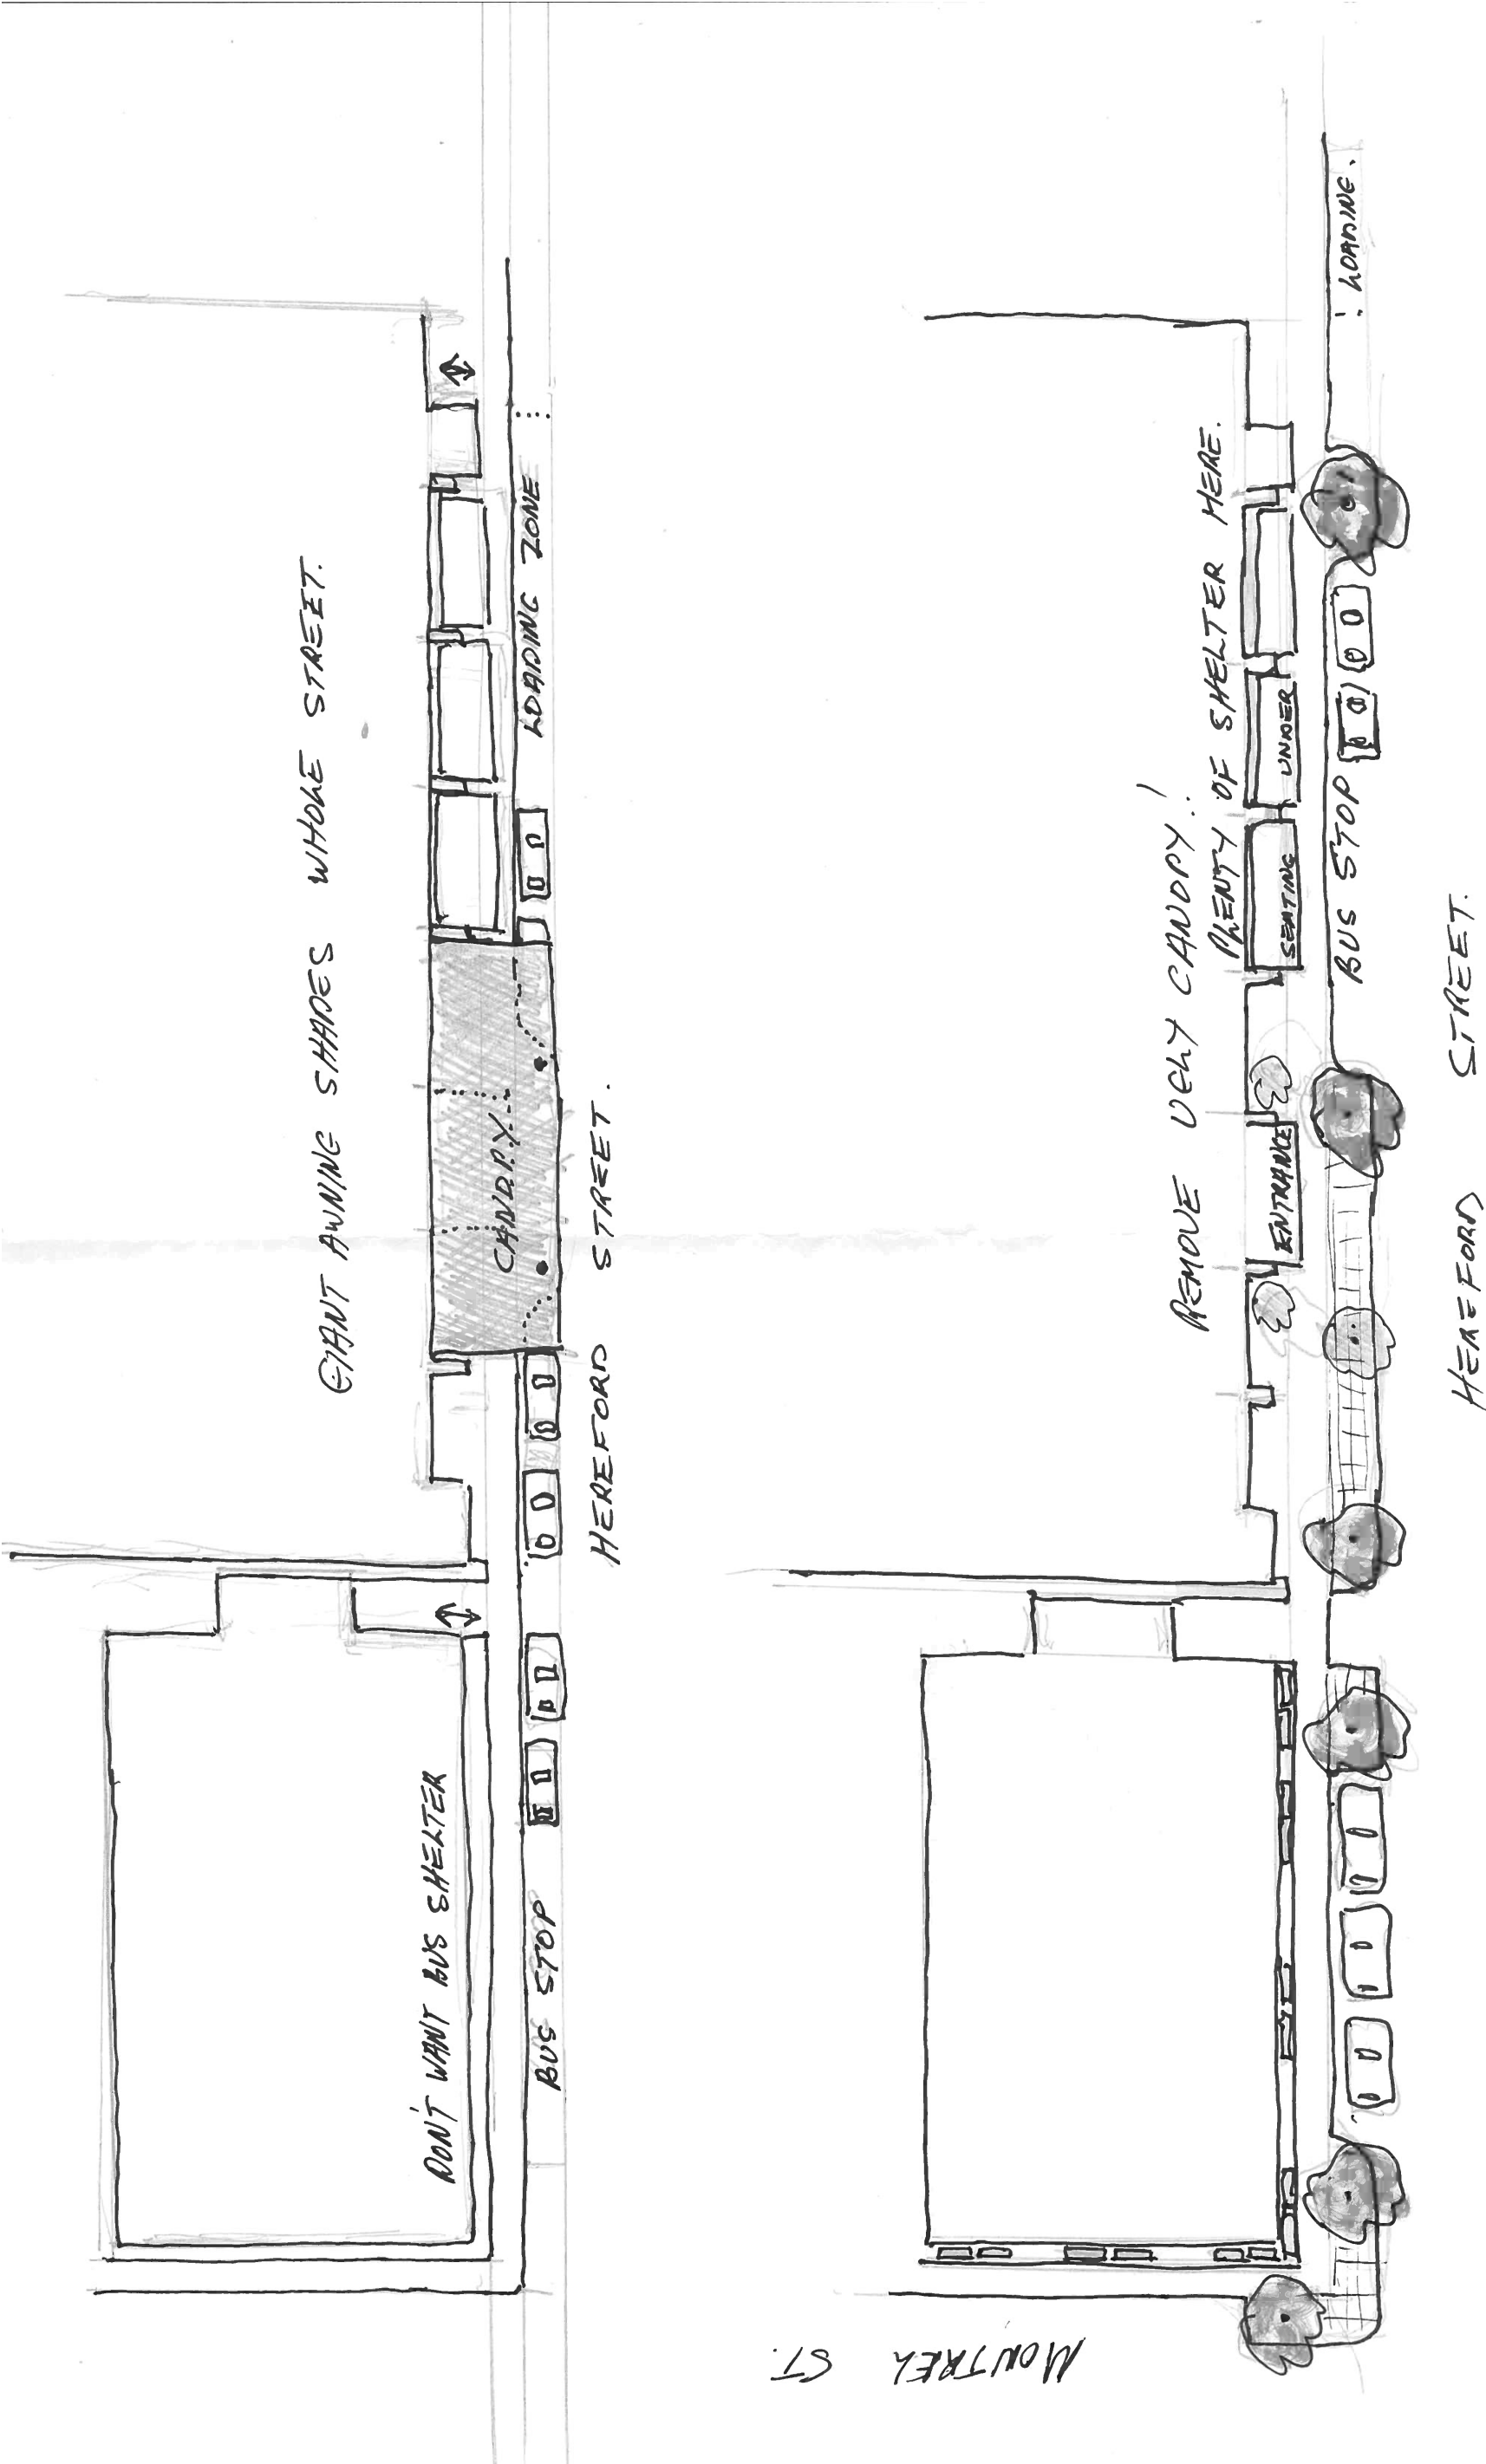 GIANT AWNING SHADES WHOLE STREET.
DON'T WANT BUS SHELTER
CANOPY
BUS STOP
LOADING ZONE
HEREFORD STREET.
REMOVE UGLY CANOPY!
PLENTY OF SHELTER HERE.
ENTRANCE
SEATING
UNDER
BUS STOP
LOADING.
MONTREL ST.
HEREFORD STREET.